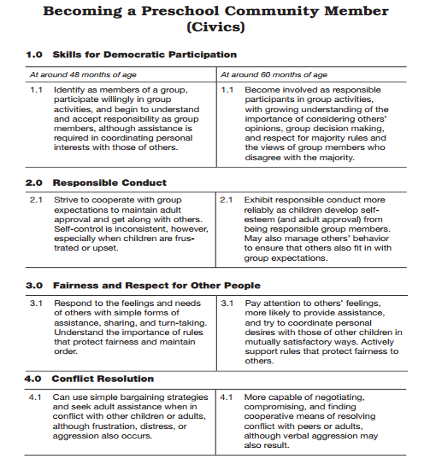 Becoming a Preschool Community Member
(Civics)
1.0 Skills for Democratic Participation
At around 48 months of age
1.1 Identify as members of a group,
participate willingly in group
activities, and begin to understand
and accept responsibility as group
members, although assistance is
required in coordinating personal
interests with those of others.
At around 60 months of age
1.1 Become involved as responsible
participants in group activities,
with growing understanding of the
importance of considering others'
opinions, group decision making,
and respect for majority rules and
the views of group members who
disagree with the majority.
2.0 Responsible Conduct
2.1 Strive to cooperate with group
expectations to maintain adult
approval and get along with others.
Self-control is inconsistent, however,
especially when children are frus-
trated or upset.
2.1 Exhibit responsible conduct more
reliably as children develop self-
esteem (and adult approval) from
being responsible group members.
May also manage others' behavior
to ensure that others also fit in with
group expectations.
3.0 Fairness and Respect for Other People
3.1 Respond to the feelings and needs
of others with simple forms of
assistance, sharing, and turn-taking.
Understand the importance of rules
that protect fairness and maintain
order.
3.1 Pay attention to others' feelings,
more likely to provide assistance,
and try to coordinate personal
desires with those of other children in
mutually satisfactory ways. Actively
support rules that protect fairness to
others.
4.0 Conflict Resolution
4.1 Can use simple bargaining strategies
and seek adult assistance when in
conflict with other children or adults,
although frustration, distress, or
aggression also occurs.
4.1 More capable of negotiating,
compromising, and finding
cooperative means of resolving
conflict with peers or adults,
although verbal aggression may
also result.